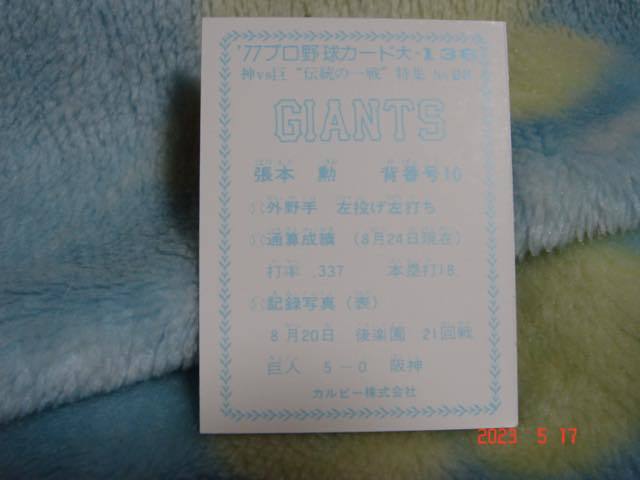 '77プロ野球カード大-136
神vs巨 “伝統の一戦” 特集
GIANTS
張本 勲 背番号10
外野手 左投げ左打ち
通算成績 (8月24日現在)
打率 .337 本塁打18
記録写真(表)
8月20日 後楽園 21回戦
巨人 5-0 阪神
カルビー株式会社
2023 5 17